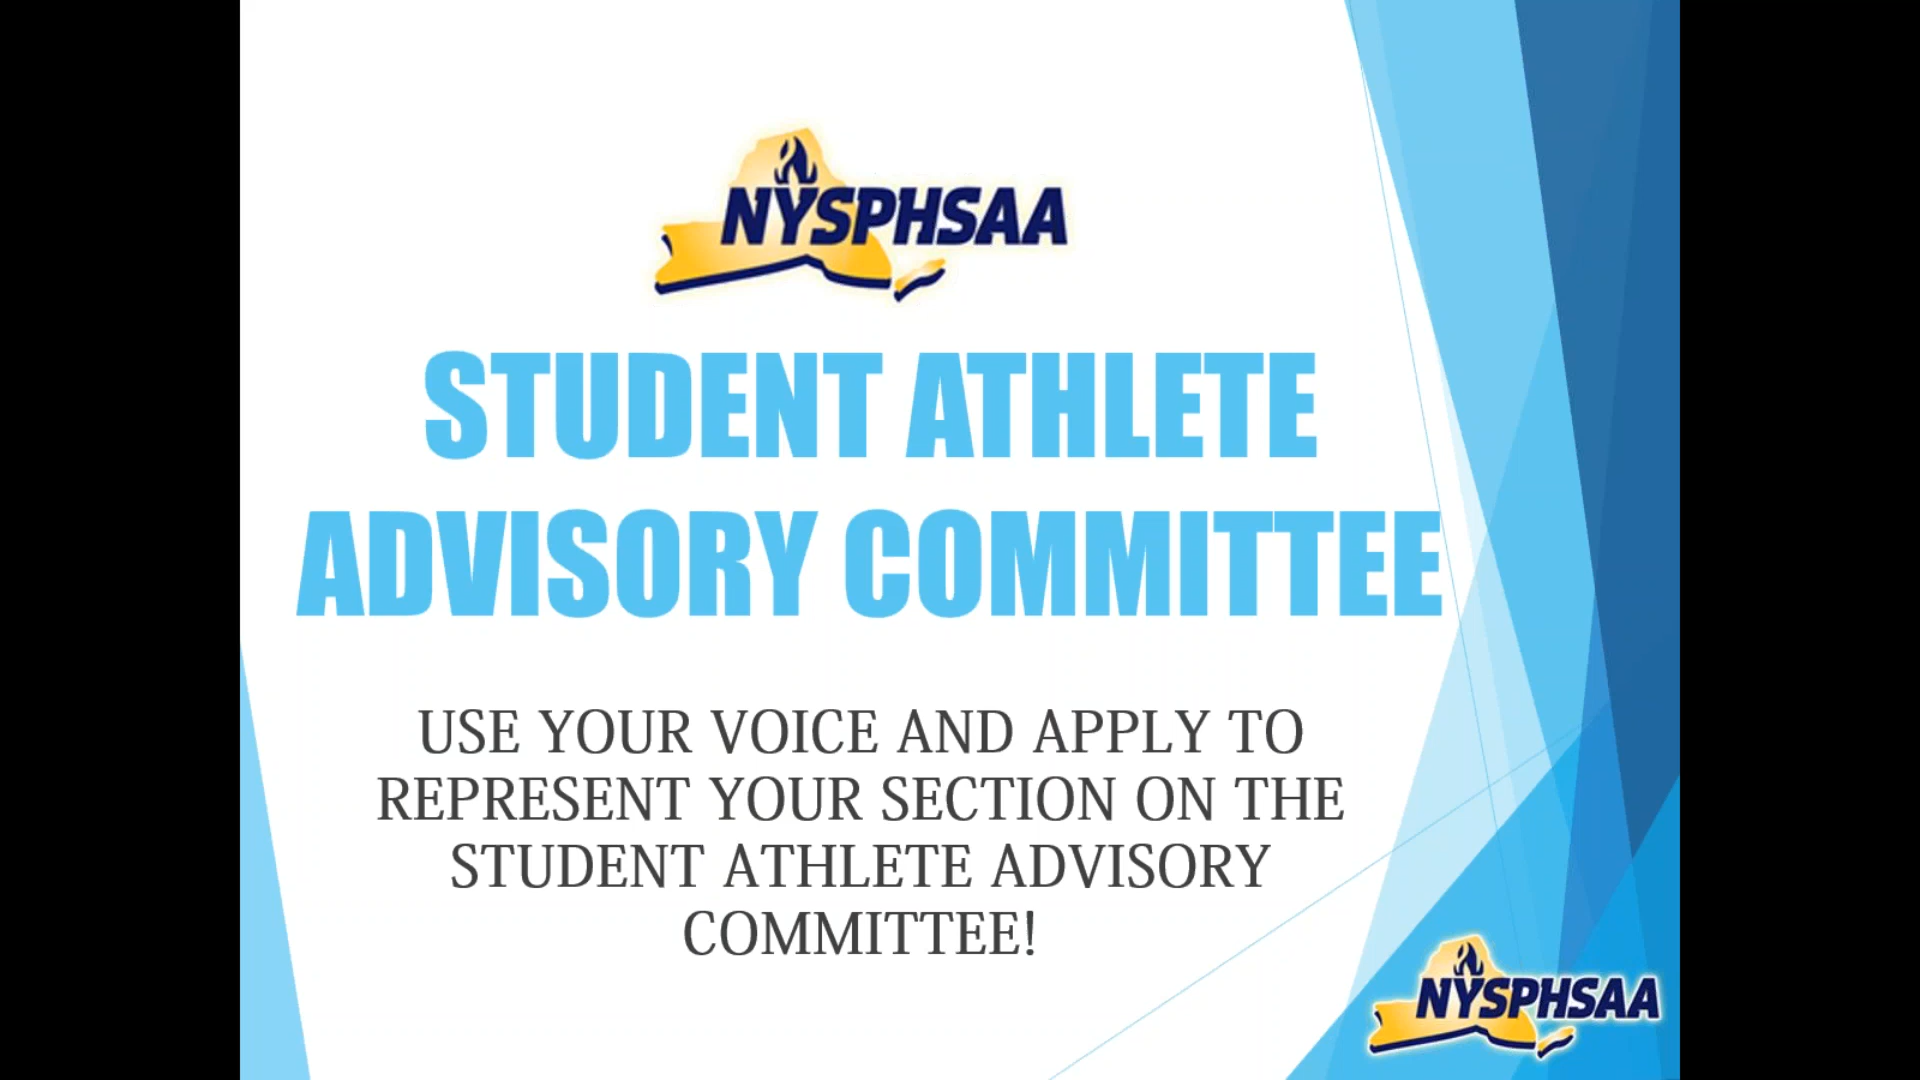 NYSPHSAA
STUDENT ATHLETE
ADVISORY COMMITTEE
USE YOUR VOICE AND APPLY TO
REPRESENT YOUR SECTION ON THE
STUDENT ATHLETE ADVISORY
COMMITTEE!
NYSPHSAA